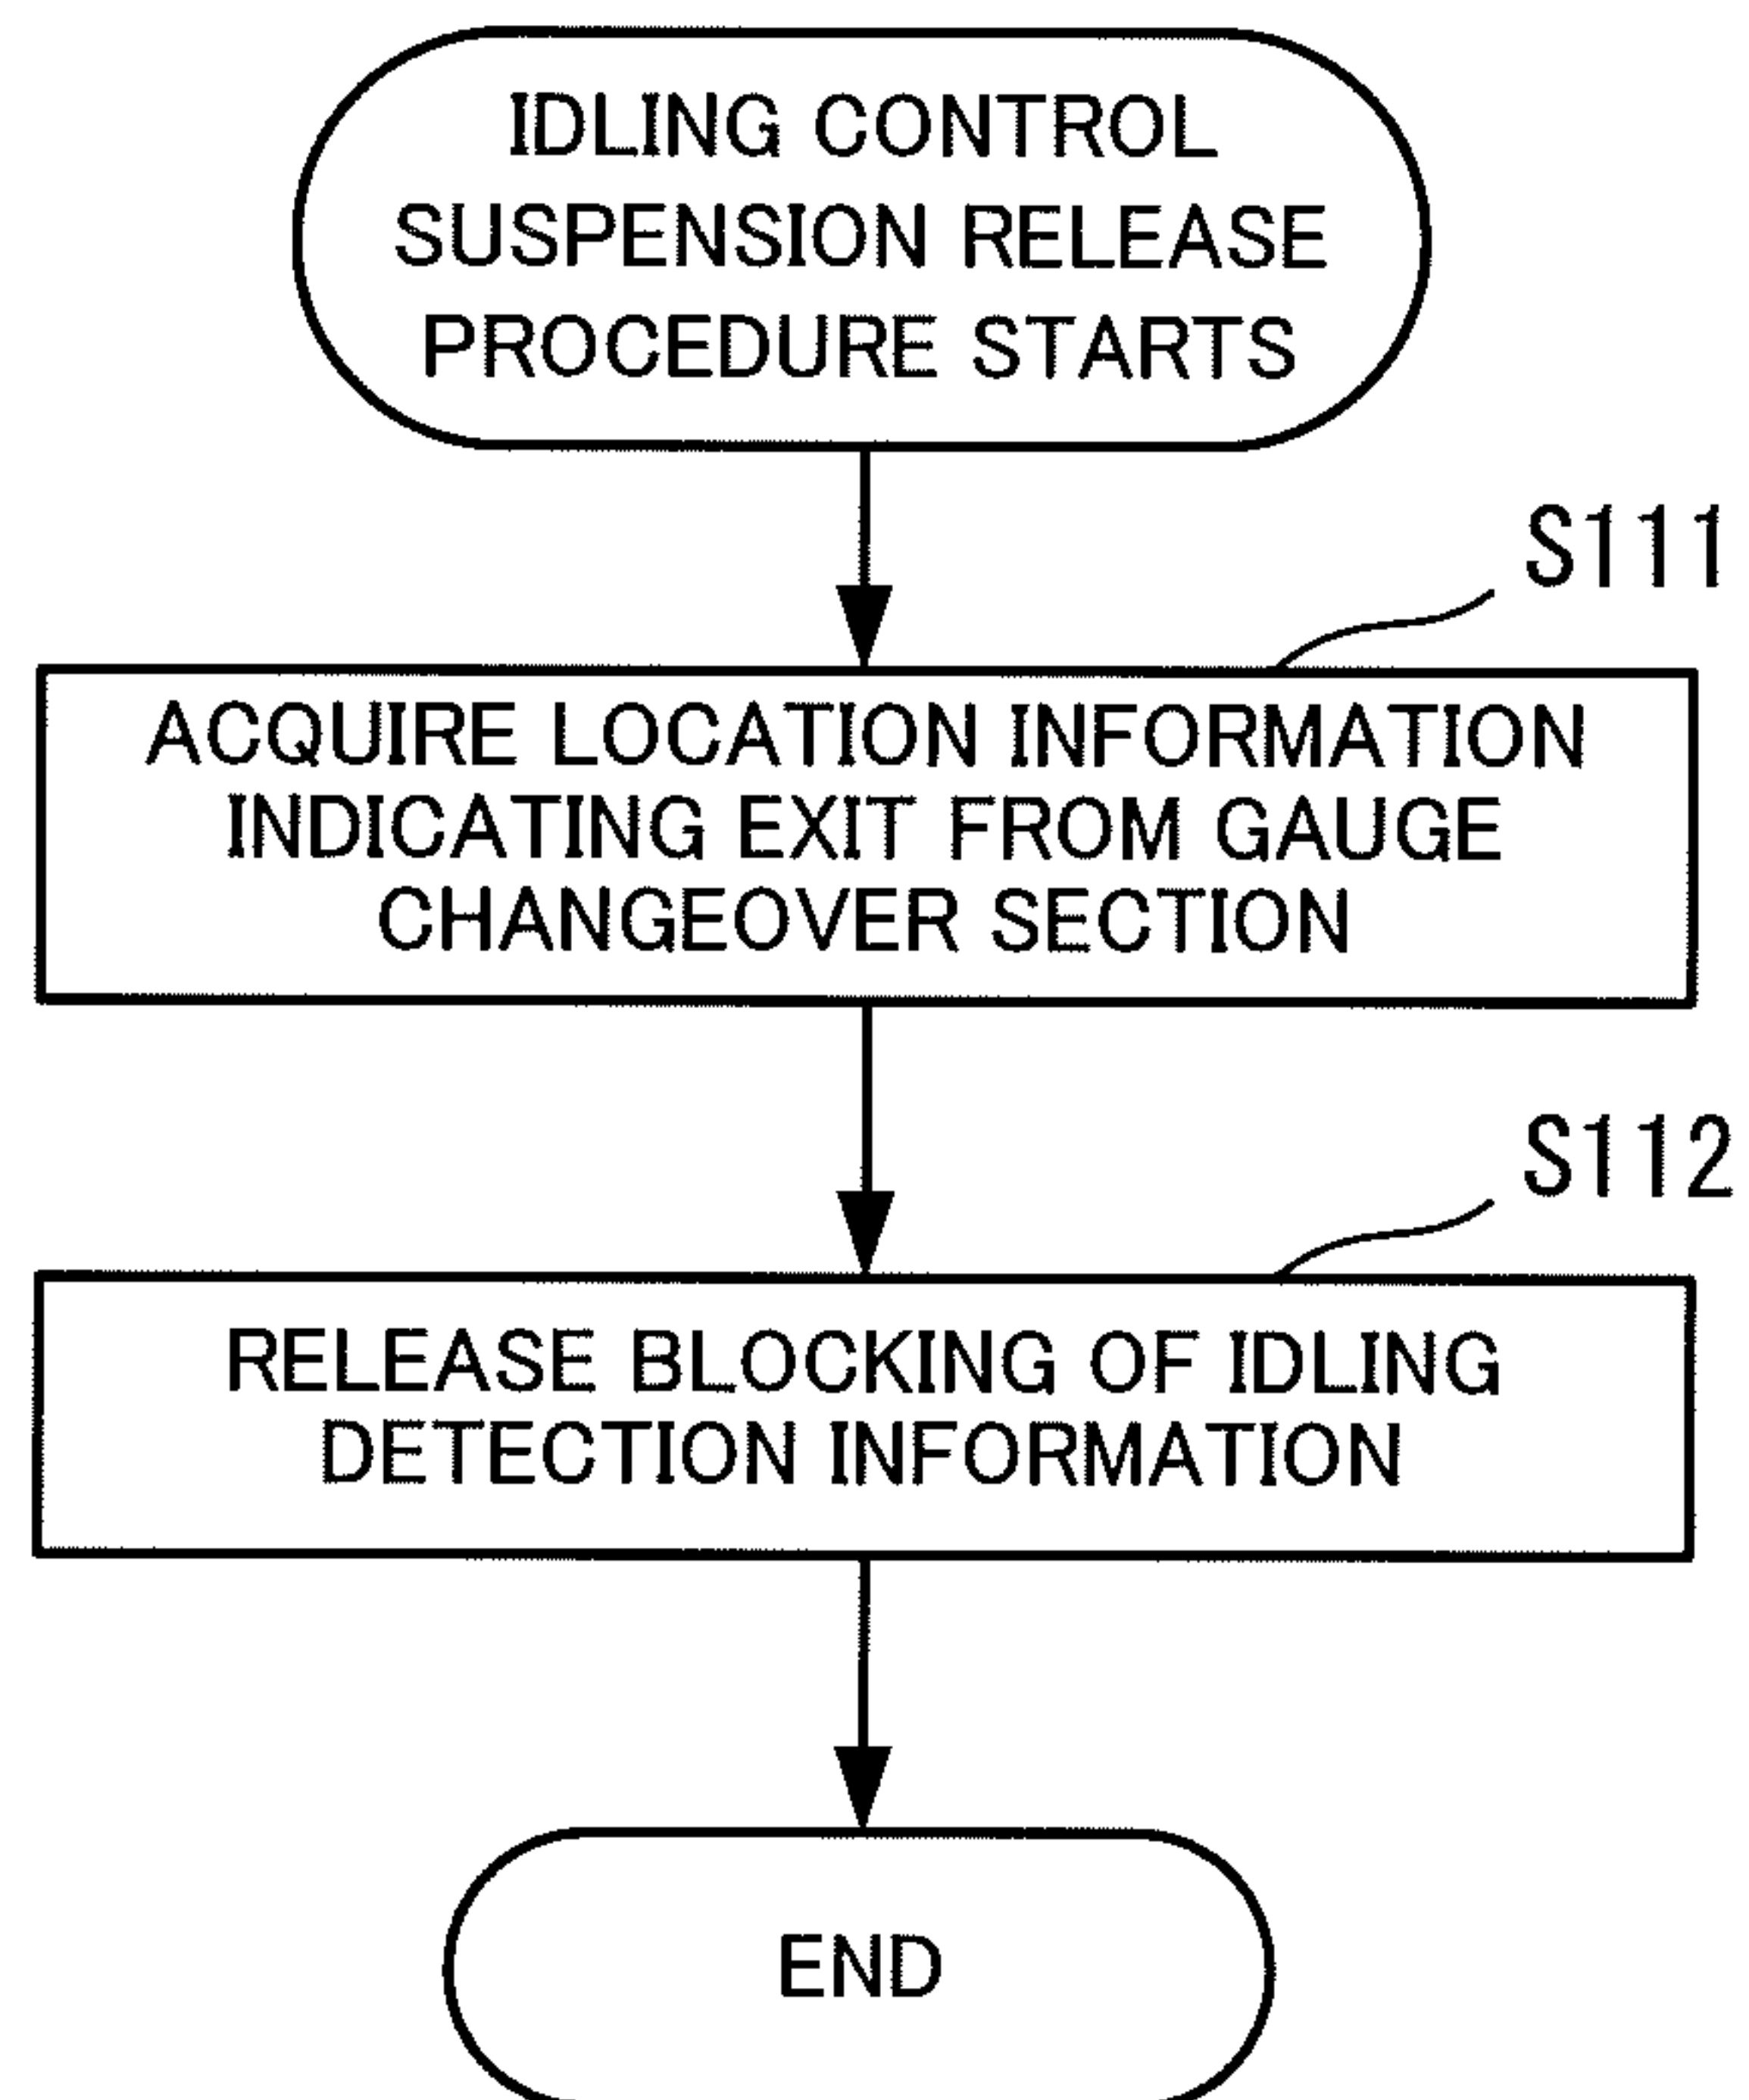 IDLING CONTROL
SUSPENSION RELEASE
PROCEDURE STARTS
S111
ACQUIRE LOCATION INFORMATION
INDICATING EXIT FROM GAUGE
CHANGEOVER SECTION
S112
RELEASE BLOCKING OF IDLING
DETECTION INFORMATION
END